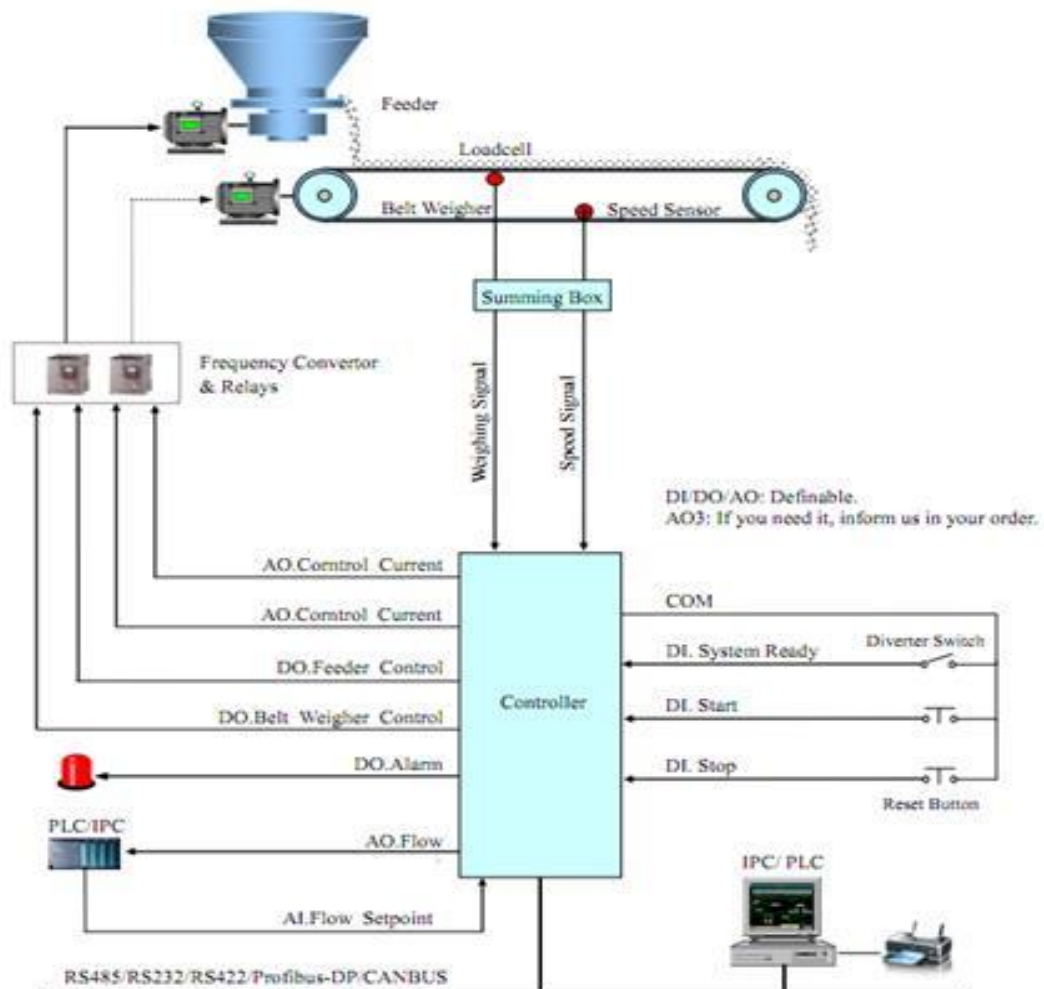 Feeder
Loadcell
Belt Weigher
Speed Sensor
Summing Box
Frequency Convertor
& Relays
Weighing Signal
Speed Signal
DI/DO/AO: Definable.
AO3: If you need it, inform us in your order.
AO.Corntrol Current
COM
AO.Corntrol Current
DI. System Ready
Diverter Switch
DO.Feeder Control
Controller
DO.Belt Weigher Control
DI. Start
DO.Alarm
DI. Stop
Reset Button
PLC/IPC
AO.Flow
IPC/ PLC
AI.Flow Setpoint
RS485/RS232/RS422/Profibus-DP/CANBUS